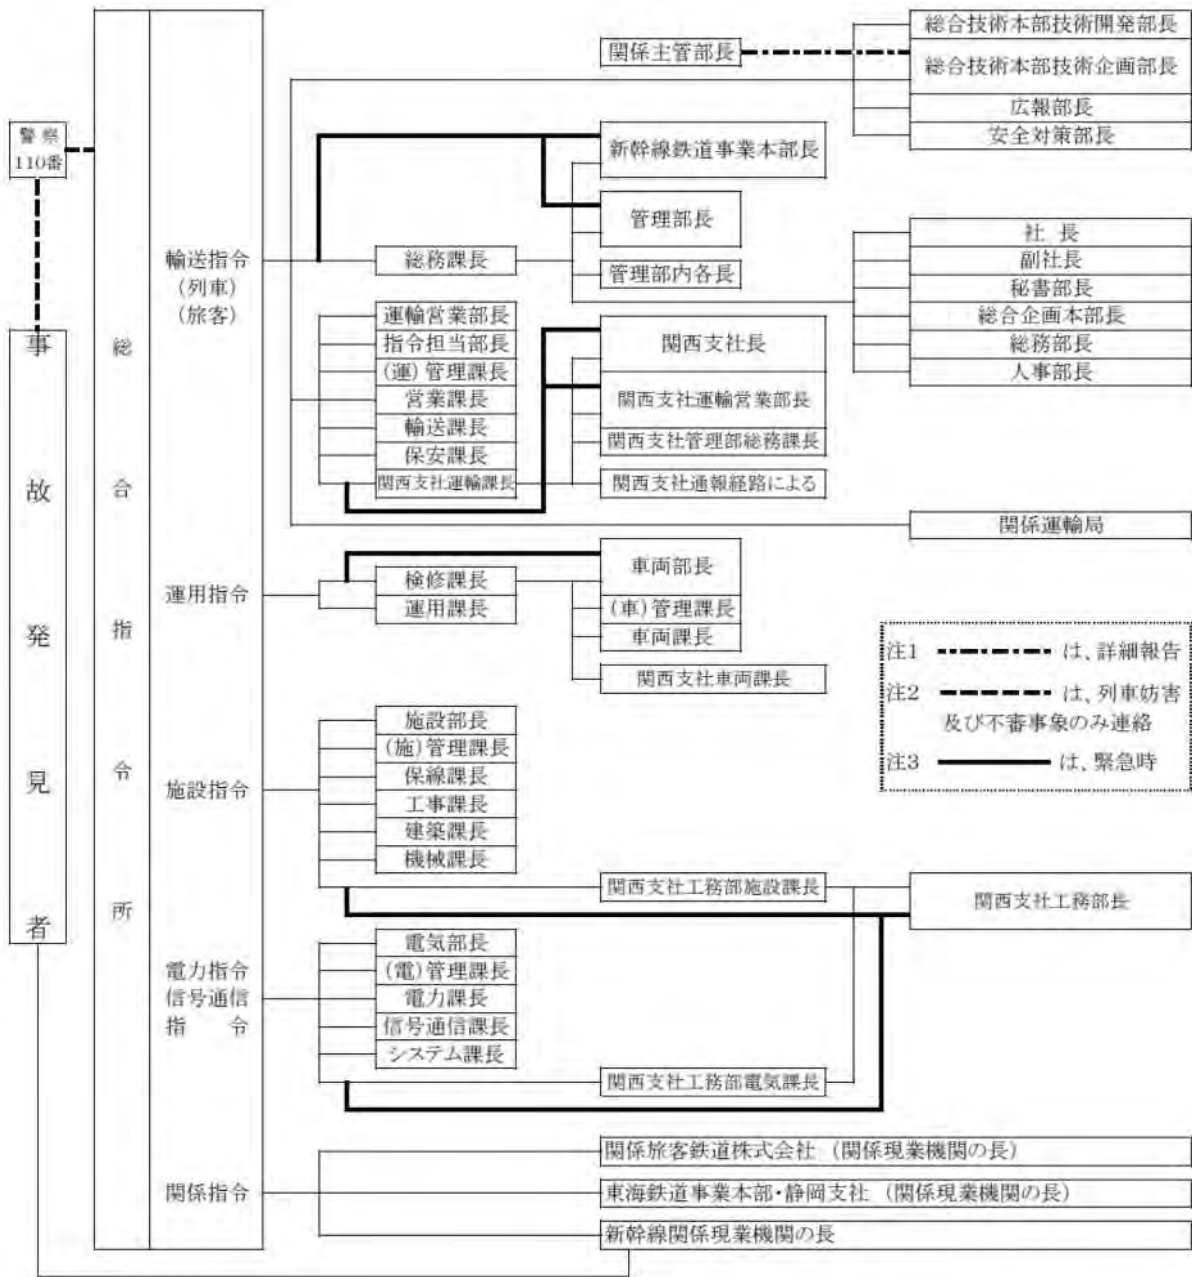 警察
110番
事故発見者
総合指令所
輸送指令
(列車)
(旅客)
総務課長
運輸営業部長
指令担当部長
(運)管理課長
営業課長
輸送課長
保安課長
関西支社運輸課長
関係主管部長
新幹線鉄道事業本部長
管理部長
管理部内各長
関西支社長
関西支社運輸営業部長
関西支社管理部総務課長
関西支社通報経路による
総合技術本部技術開発部長
総合技術本部技術企画部長
広報部長
安全対策部長
社 長
副社長
秘書部長
総合企画本部長
総務部長
人事部長
関係運輸局
運用指令
検修課長
運用課長
車両部長
(車)管理課長
車両課長
関西支社車両課長
注1 は、詳細報告
注2 は、列車妨害
及び不審事象のみ連絡
注3 は、緊急時
施設指令
施設部長
(施)管理課長
保線課長
工事課長
建築課長
機械課長
関西支社工務部施設課長
関西支社工務部長
電力指令
信号通信
指 令
電気部長
(電)管理課長
電力課長
信号通信課長
システム課長
関西支社工務部電気課長
関係指令
関係旅客鉄道株式会社 (関係現業機関の長)
東海鉄道事業本部・静岡支社 (関係現業機関の長)
新幹線関係現業機関の長